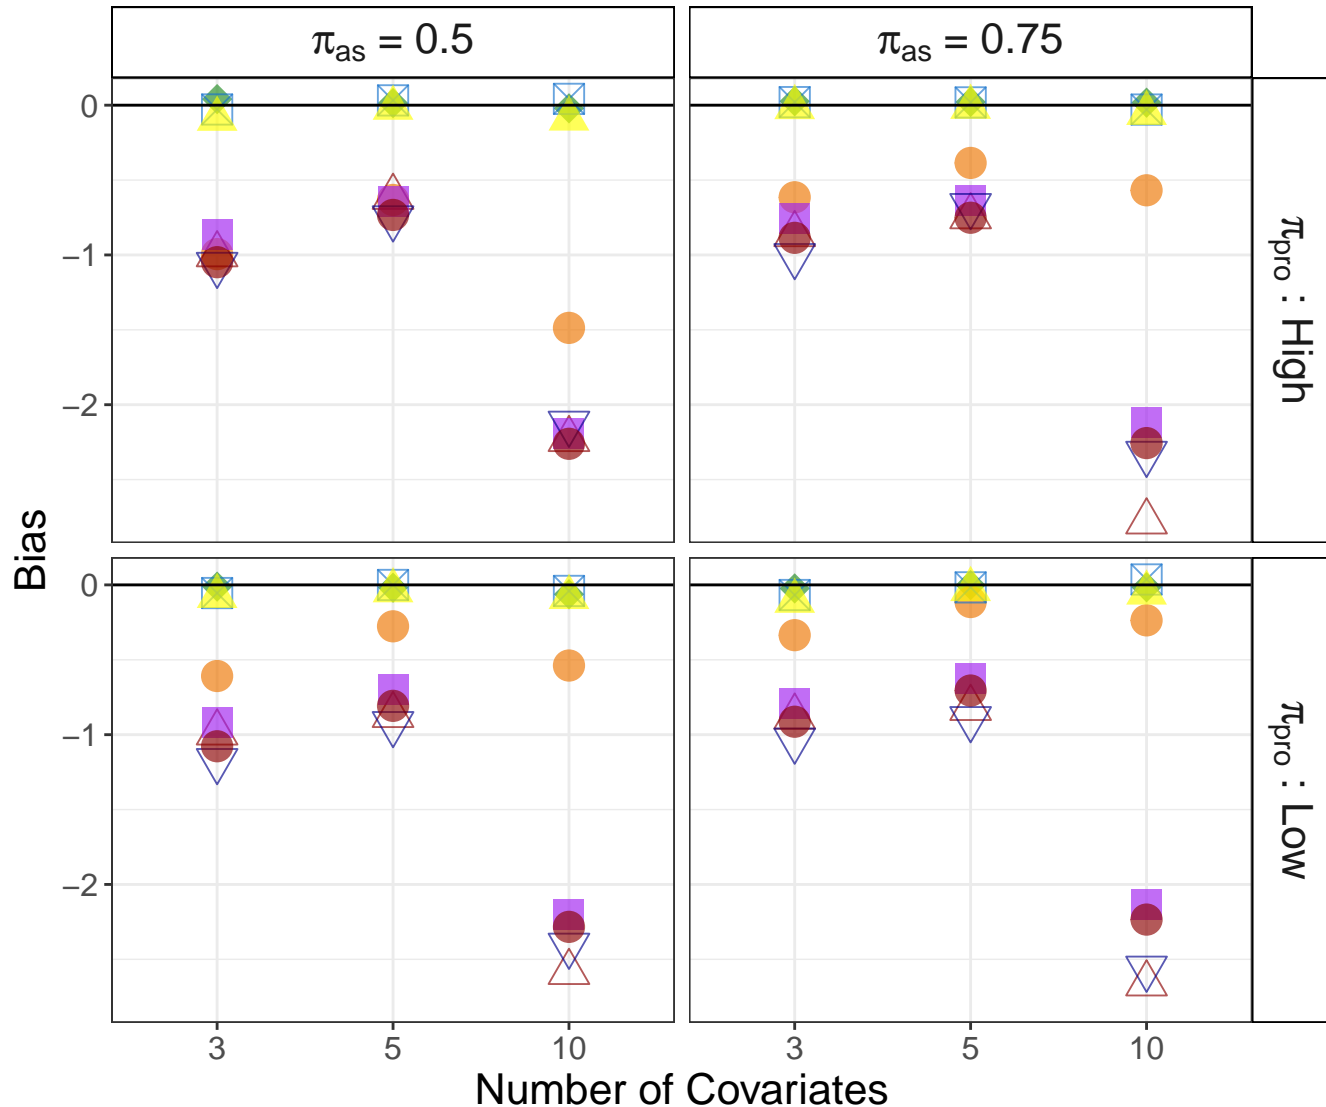 π_as = 0.5
π_as = 0.75
0
−1
−2
π_pro : High
0
−1
−2
π_pro : Low
Bias
3 5 10
3 5 10
Number of Covariates